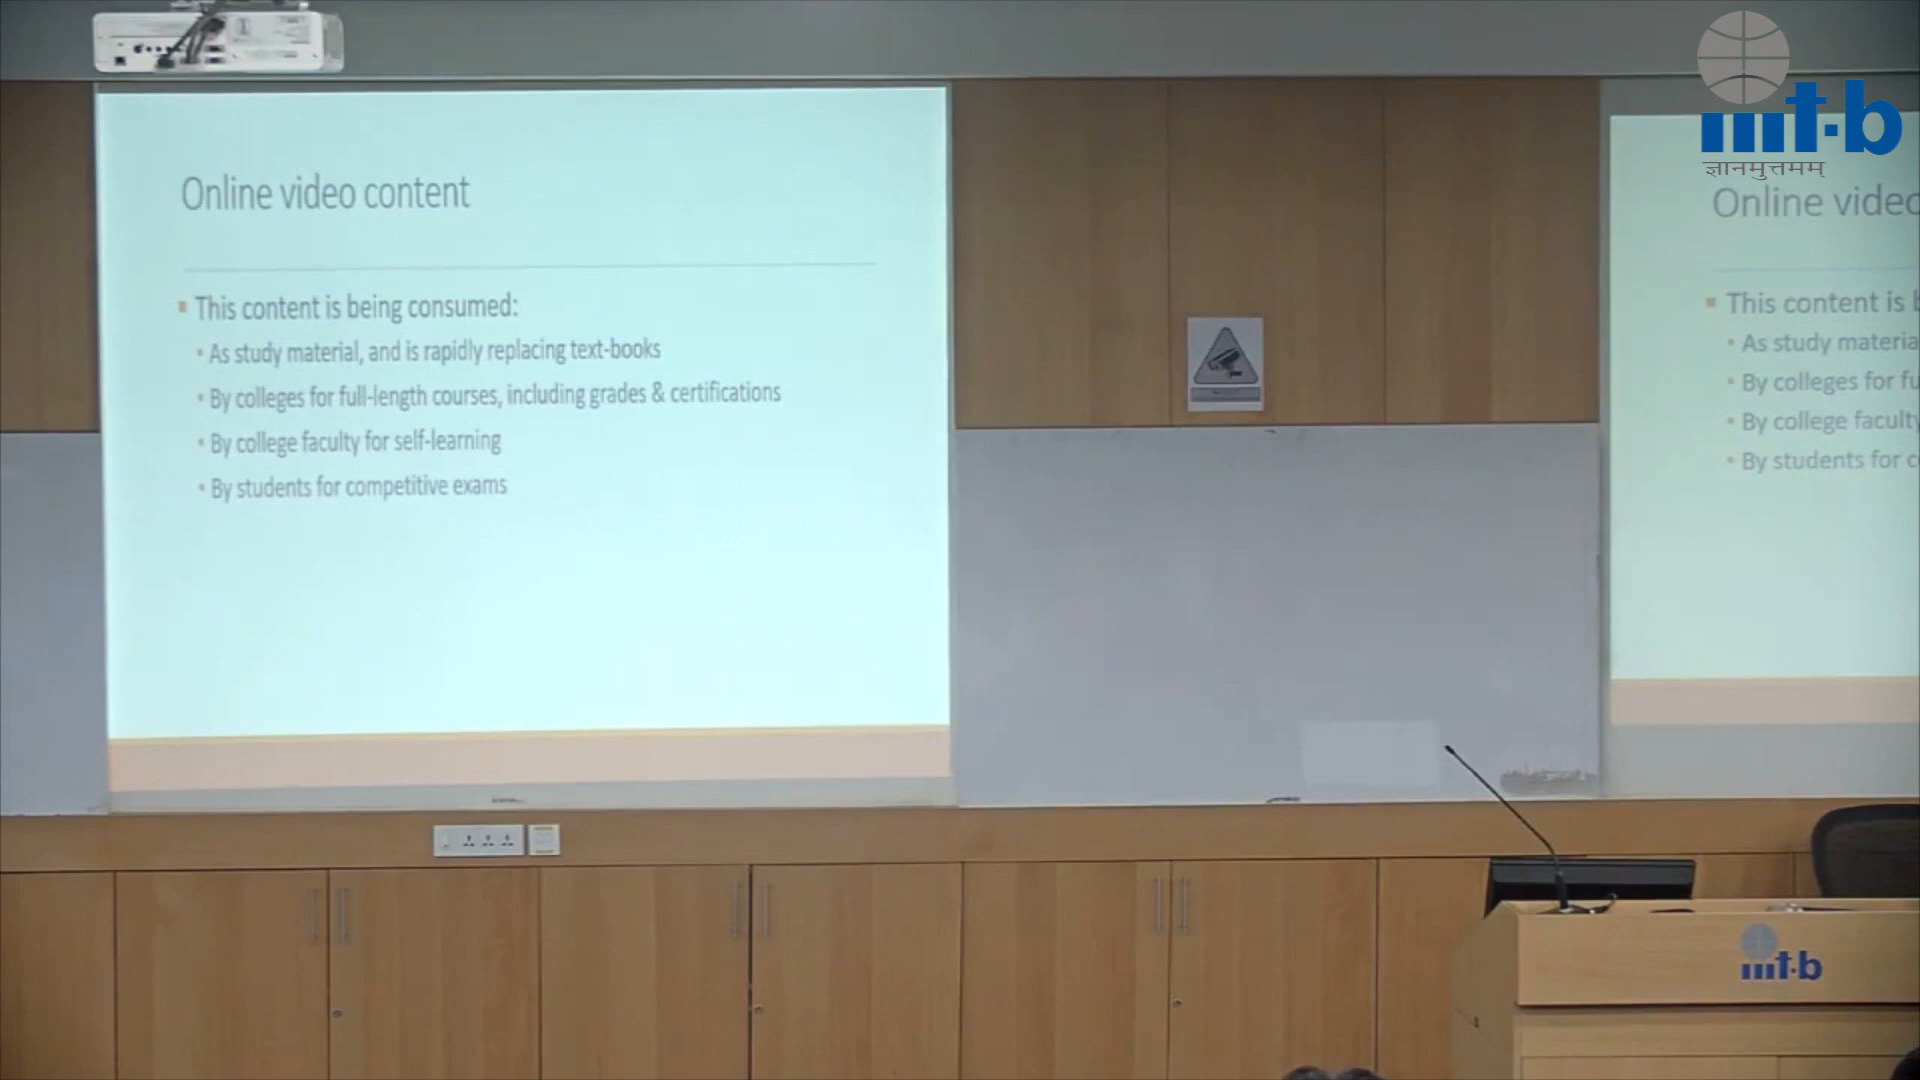 Online video content
This content is being consumed:
As study material, and is rapidly replacing text-books
By colleges for full-length courses, including grades & certifications
By college faculty for self-learning
By students for competitive exams
iiit-b
ज्ञानमुत्तमम्
Online video
This content is b
As study materia
By colleges for fu
By college faculty
By students for c
iiit-b